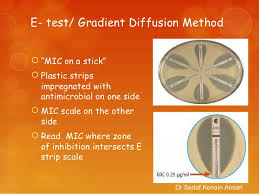 E- test/ Gradient Diffusion Method
"MIC on a stick"
Plastic strips
impregnated with
antimicrobial on one side
MIC scale on the other
side
Read MIC where zone
of inhibition intersects E
strip scale
MIC 0.25 µg/ml
Dr.Sadaf Konain Ansari